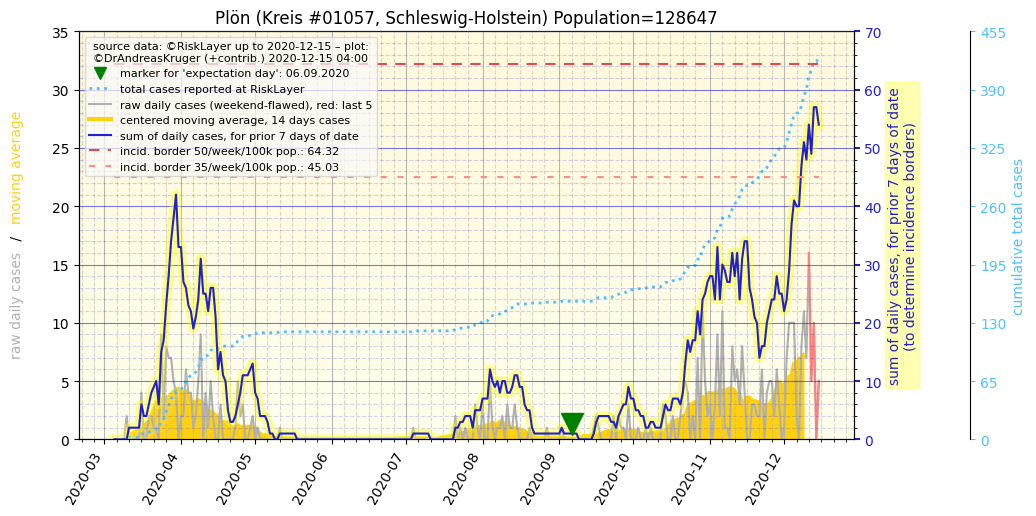 Plön (Kreis #01057, Schleswig-Holstein) Population=128647
source data: ©RiskLayer up to 2020-12-15 – plot:
©DrAndreasKruger (+contrib.) 2020-12-15 04:00
marker for 'expectation day': 06.09.2020
total cases reported at RiskLayer
raw daily cases (weekend-flawed), red: last 5
centered moving average, 14 days cases
sum of daily cases, for prior 7 days of date
incid. border 50/week/100k pop.: 64.32
incid. border 35/week/100k pop.: 45.03
raw daily cases / moving average
35
30
25
20
15
10
5
0
2020-03
2020-04
2020-05
2020-06
2020-07
2020-08
2020-09
2020-10
2020-11
2020-12
70
60
50
40
30
20
10
0
sum of daily cases, for prior 7 days of date
(to determine incidence borders)
455
390
325
260
195
130
65
0
cumulative total cases